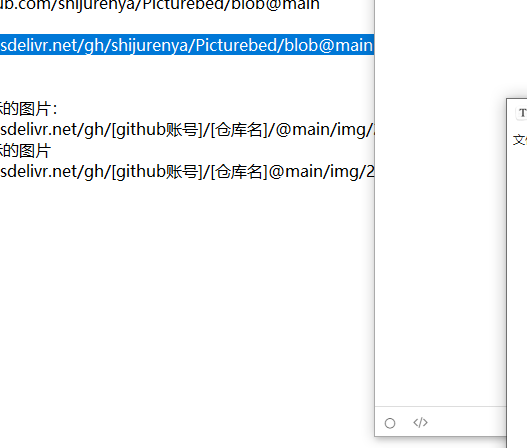 ub.com/shijurenya/Picturebed/blob@main
sdelivr.net/gh/shijurenya/Picturebed/blob@main
标的图片：
sdelivr.net/gh/[github账号]/[仓库名]/@main/img/
标的图片
sdelivr.net/gh/[github账号]/[仓库名]@main/img/2
T
文